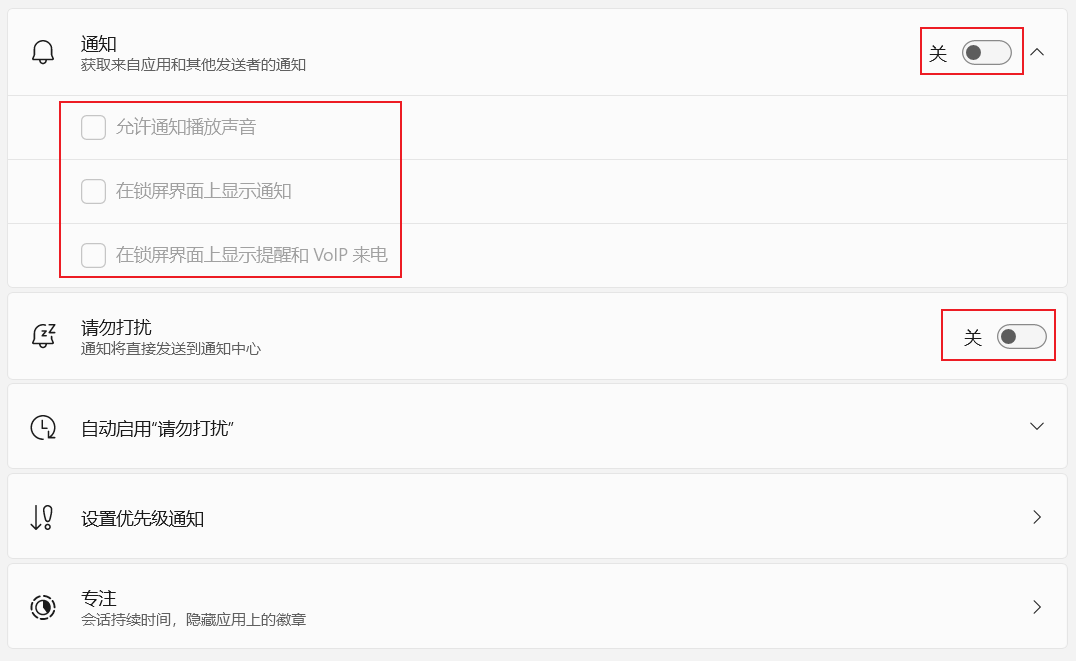 通知
获取来自应用和其他发送者的通知
关
允许通知播放声音
在锁屏界面上显示通知
在锁屏界面上显示提醒和 VoIP 来电
请勿打扰
通知将直接发送到通知中心
关
自动启用“请勿打扰”
设置优先级通知
专注
会话持续时间，隐藏应用上的徽章